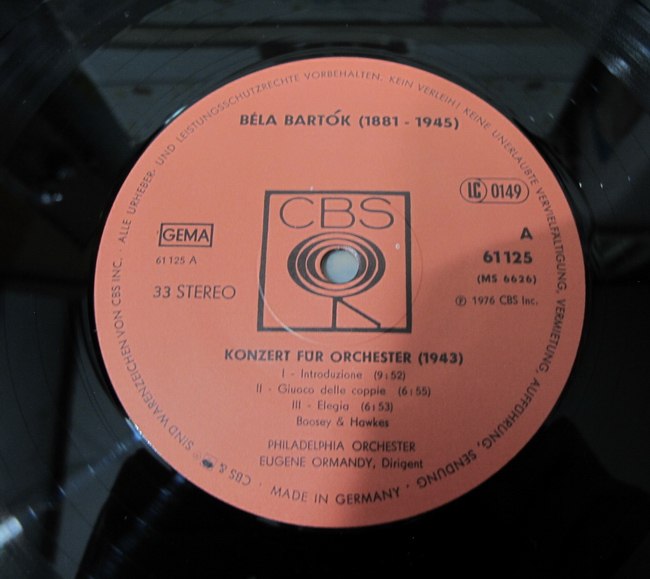 ALLE URHEBER- UND LEISTUNGSSCHUTZRECHTE VORBEHALTEN. KEIN VERLEIH! KEINE UNERLAUBTE VERVIELFÄLTIGUNG, VERMIETUNG, AUFFÜHRUNG, SENDUNG
BÉLA BARTÓK (1881 - 1945)
LC 0149
CBS
GEMA
61 125 A
33 STEREO
A
61125
(MS 6626)
℗ 1976 CBS Inc.
KONZERT FÜR ORCHESTER (1943)
I - Introduzione (9:52)
II - Giuoco delle coppie (6:55)
III - Elegia (6:53)
Boosey & Hawkes
PHILADELPHIA ORCHESTER
EUGENE ORMANDY, Dirigent
MADE IN GERMANY
CBS & SIND WARENZEICHEN VON CBS INC.